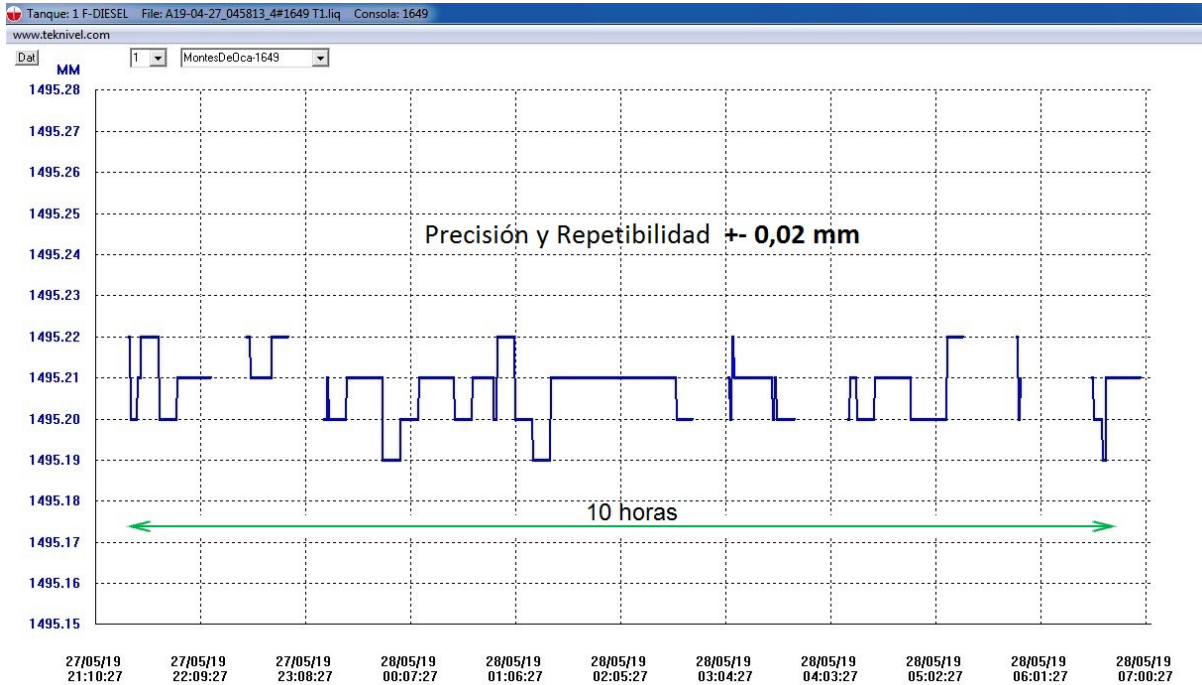 Tanque: 1 F-DIESEL File: A19-04-27_045813_4#1649 T1.liq Consola: 1649
www.teknivel.com
Dat 1 MontesDeOca-1649
MM
1495.28
1495.27
1495.26
1495.25
Precisión y Repetibilidad +- 0,02 mm
1495.24
1495.23
1495.22
1495.21
1495.20
1495.19
1495.18
10 horas
1495.17
1495.16
1495.15
27/05/19 27/05/19 27/05/19 28/05/19 28/05/19 28/05/19 28/05/19 28/05/19 28/05/19 28/05/19 28/05/19
21:10:27 22:09:27 23:08:27 00:07:27 01:06:27 02:05:27 03:04:27 04:03:27 05:02:27 06:01:27 07:00:27